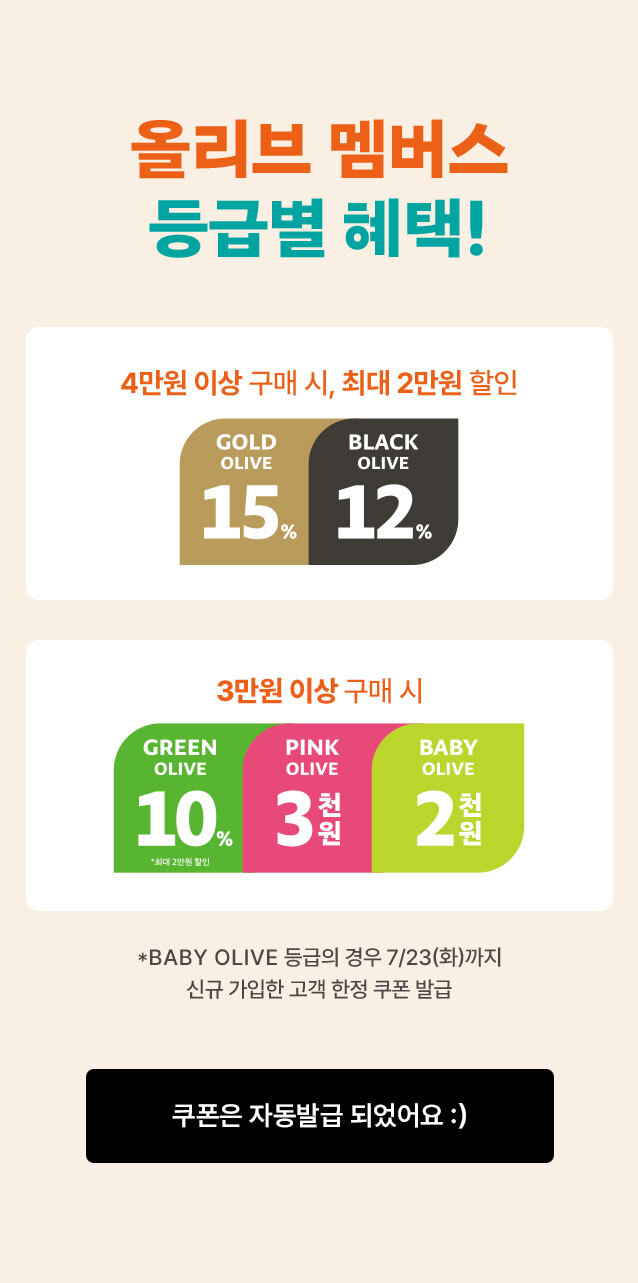 올리브 멤버스
등급별 혜택!
4만원 이상 구매 시, 최대 2만원 할인
GOLD
OLIVE
15%
BLACK
OLIVE
12%
3만원 이상 구매 시
GREEN
OLIVE
10%
*최대 2만원 할인
PINK
OLIVE
3천원
BABY
OLIVE
2천원
*BABY OLIVE 등급의 경우 7/23(화)까지
신규 가입한 고객 한정 쿠폰 발급
쿠폰은 자동발급 되었어요 :)